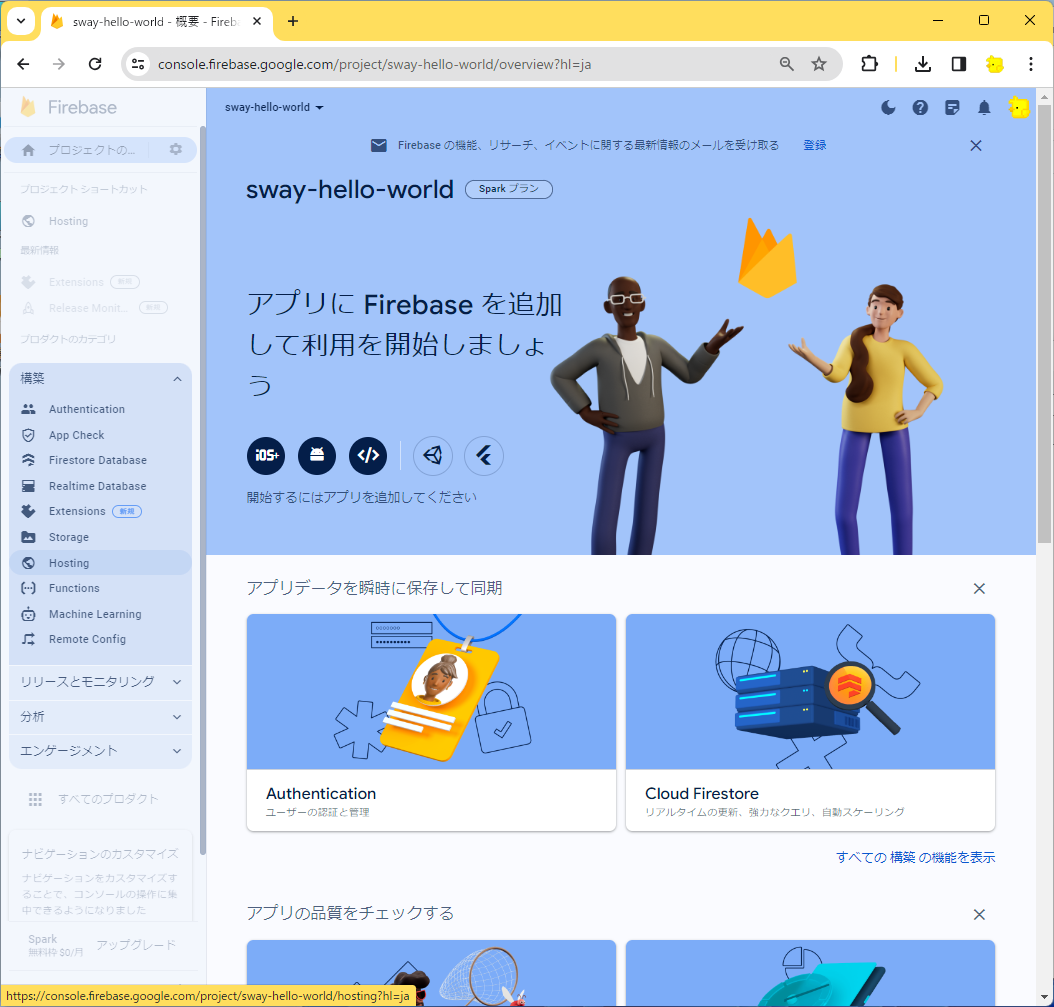 sway-hello-world - 概要 - Fireb
console.firebase.google.com/project/sway-hello-world/overview?hl=ja
Firebase
プロジェクトの...
プロジェクト ショートカット
Hosting
最新情報
Extensions 新規
Release Monit... 新規
プロダクトのカテゴリ
構築
Authentication
App Check
Firestore Database
Realtime Database
Extensions 新規
Storage
Hosting
Functions
Machine Learning
Remote Config
リリースとモニタリング
分析
エンゲージメント
すべてのプロダクト
ナビゲーションのカスタマイズ
ナビゲーションをカスタマイズす
ることで、コンソールの操作に集
中できるようになりました
Spark
無料枠 $0/月
アップグレード
https://console.firebase.google.com/project/sway-hello-world/hosting?hl=ja
sway-hello-world
Firebase の機能、リサーチ、イベントに関する最新情報のメールを受け取る 登録
sway-hello-world Spark プラン
アプリに Firebase を追加
して利用を開始しましょ
う
iOS+
開始するにはアプリを追加してください
アプリデータを瞬時に保存して同期
Authentication
ユーザーの認証と管理
Cloud Firestore
リアルタイムの更新、強力なクエリ、自動スケーリング
すべての 構築 の機能を表示
アプリの品質をチェックする